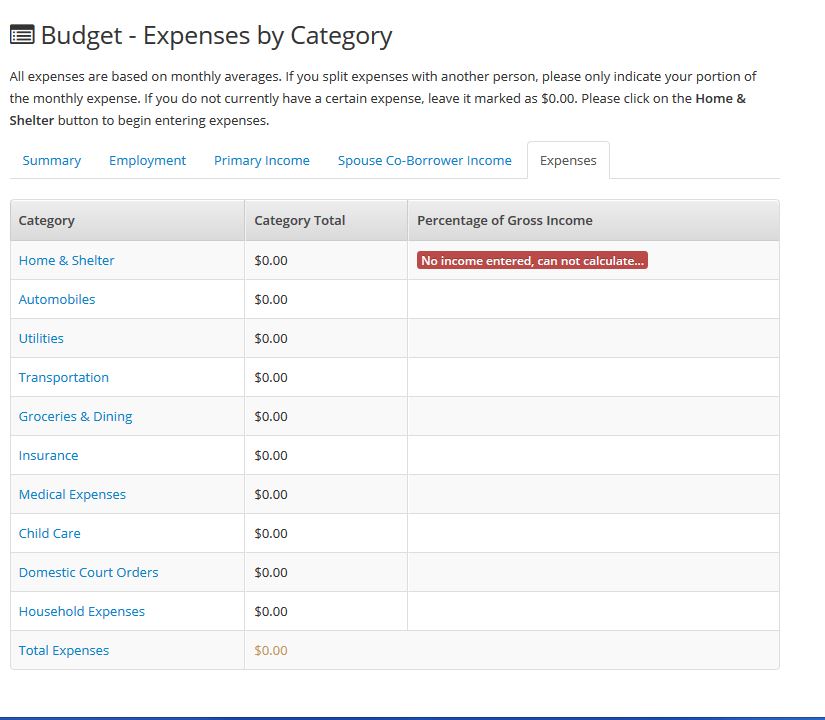 Budget - Expenses by Category
All expenses are based on monthly averages. If you split expenses with another person, please only indicate your portion of
the monthly expense. If you do not currently have a certain expense, leave it marked as $0.00. Please click on the Home &
Shelter button to begin entering expenses.
Summary Employment Primary Income Spouse Co-Borrower Income Expenses
Category Category Total Percentage of Gross Income
Home & Shelter $0.00 No income entered, can not calculate...
Automobiles $0.00
Utilities $0.00
Transportation $0.00
Groceries & Dining $0.00
Insurance $0.00
Medical Expenses $0.00
Child Care $0.00
Domestic Court Orders $0.00
Household Expenses $0.00
Total Expenses $0.00